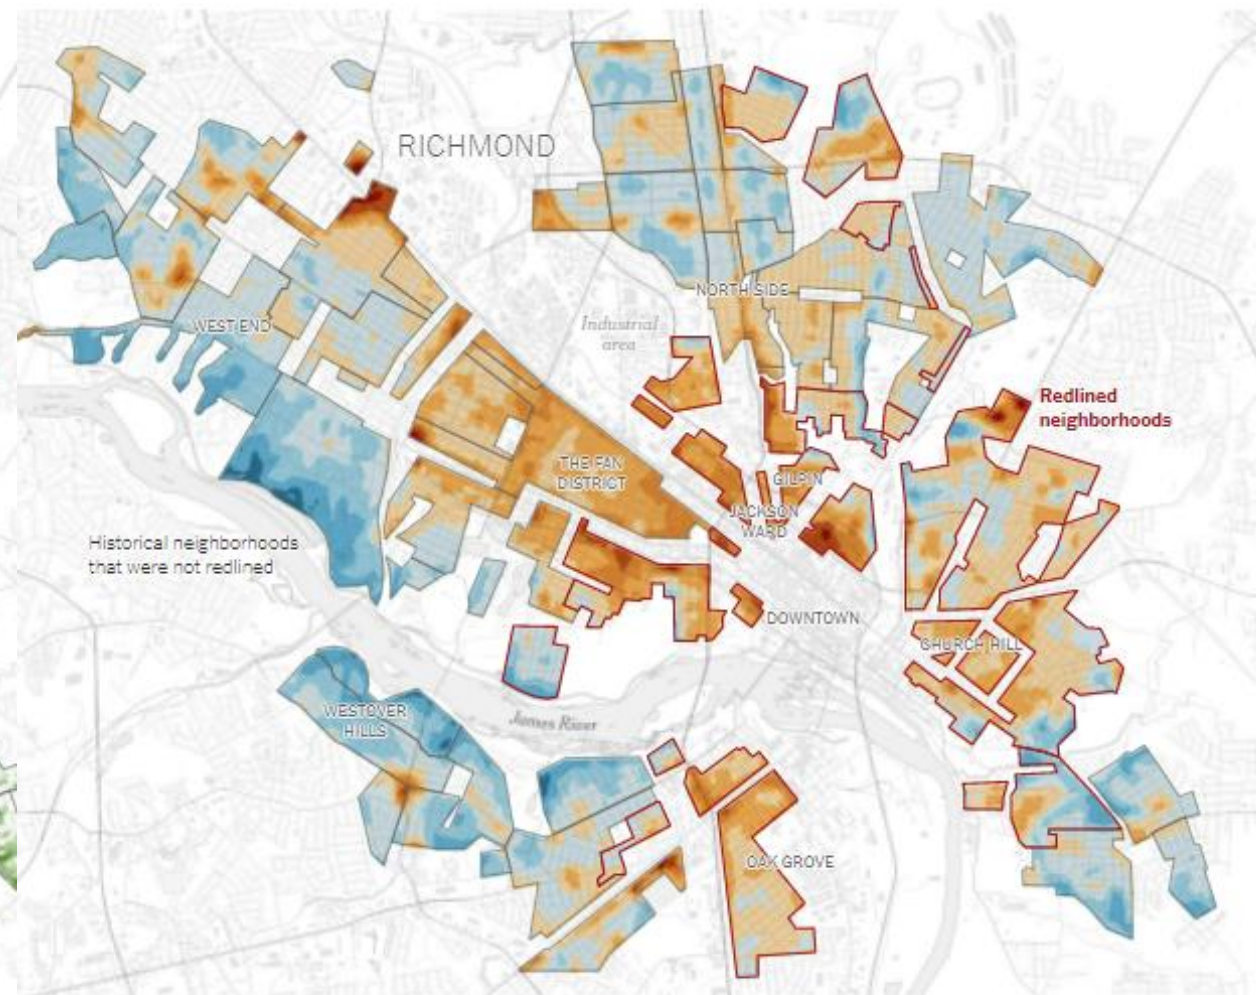 RICHMOND
NORTH SIDE
Industrial
area
WEST END
Redlined
neighborhoods
THE FAN
DISTRICT
GILPIN
JACKSON
WARD
Historical neighborhoods
that were not redlined
DOWNTOWN
CHURCH HILL
WESTOVER
HILLS
James River
OAK GROVE